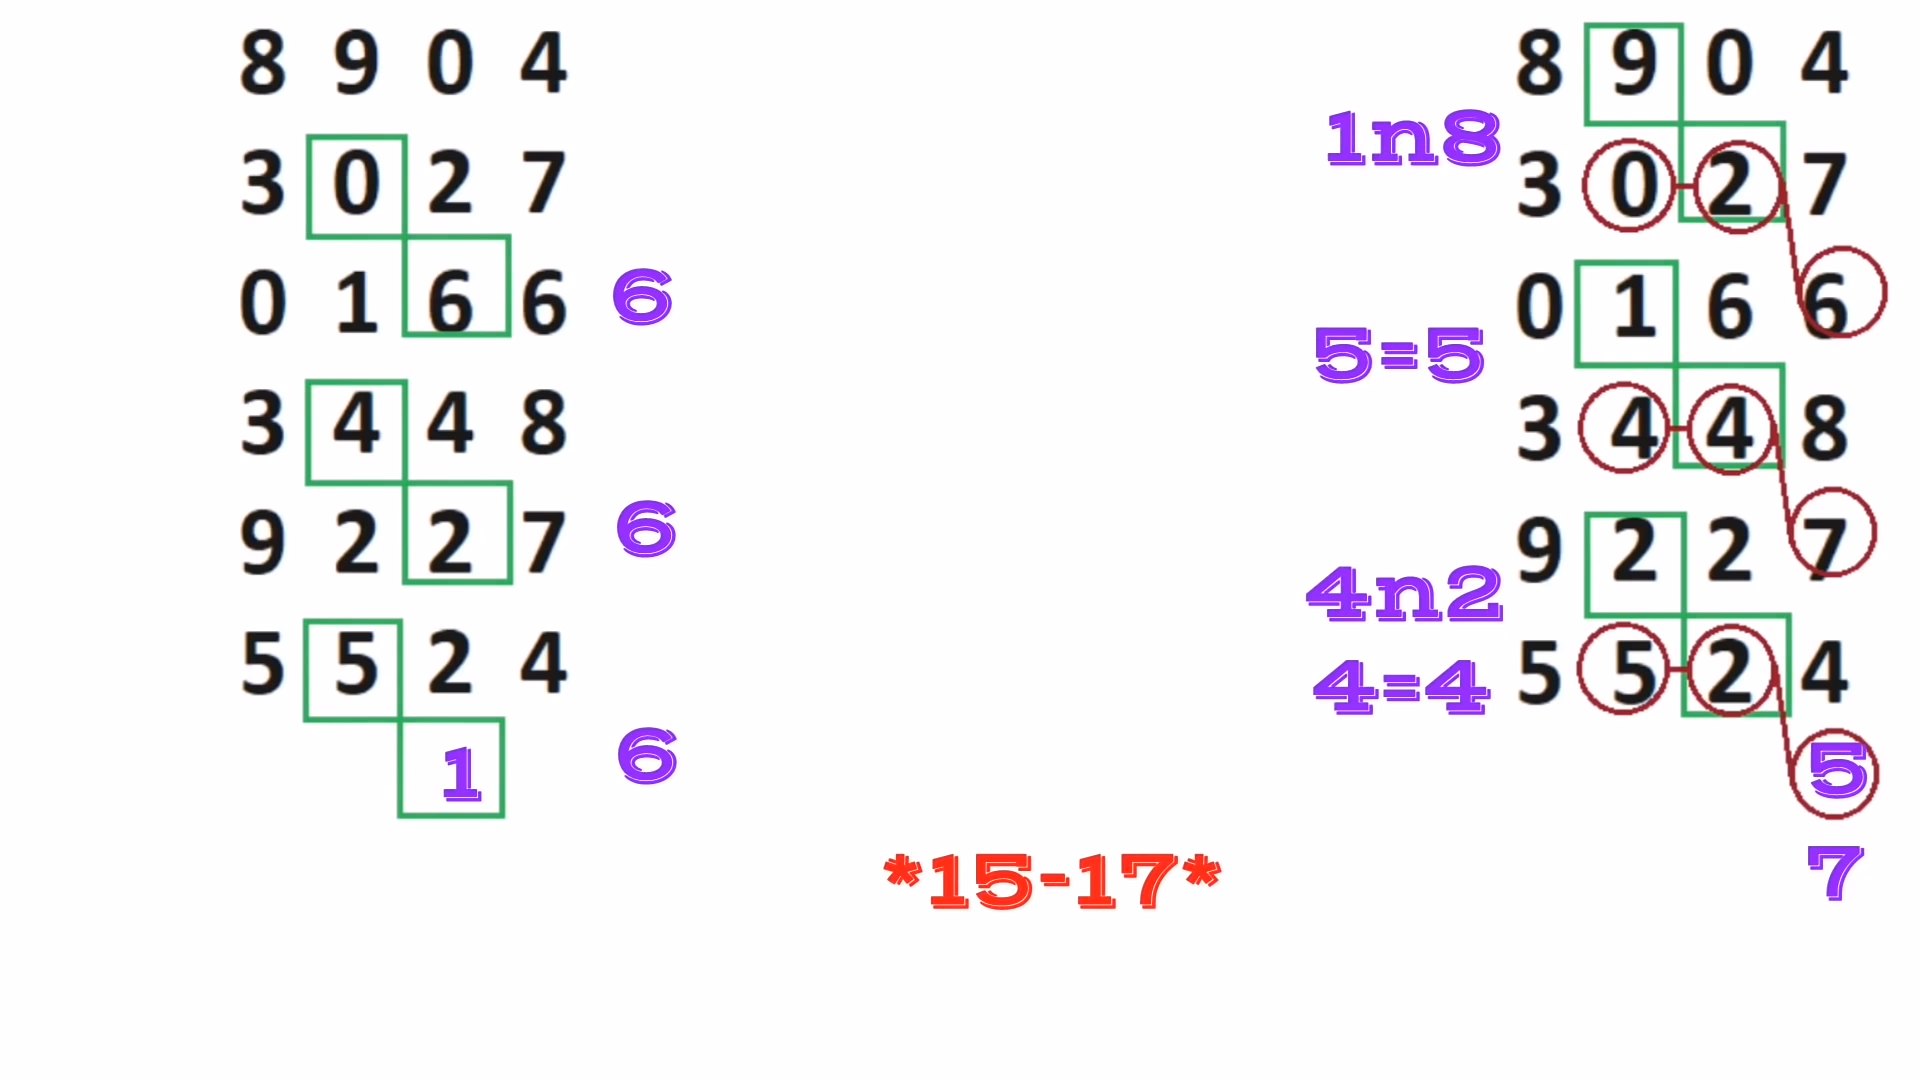 8 9 0 4
3 0 2 7
0 1 6 6 6
3 4 4 8
9 2 2 7 6
5 5 2 4
1 6
8 9 0 4
1n8
3 0 2 7
0 1 6 6
5=5
3 4 4 8
9 2 2 7
4n2
5 5 2 4
4=4
5
7
*15-17*